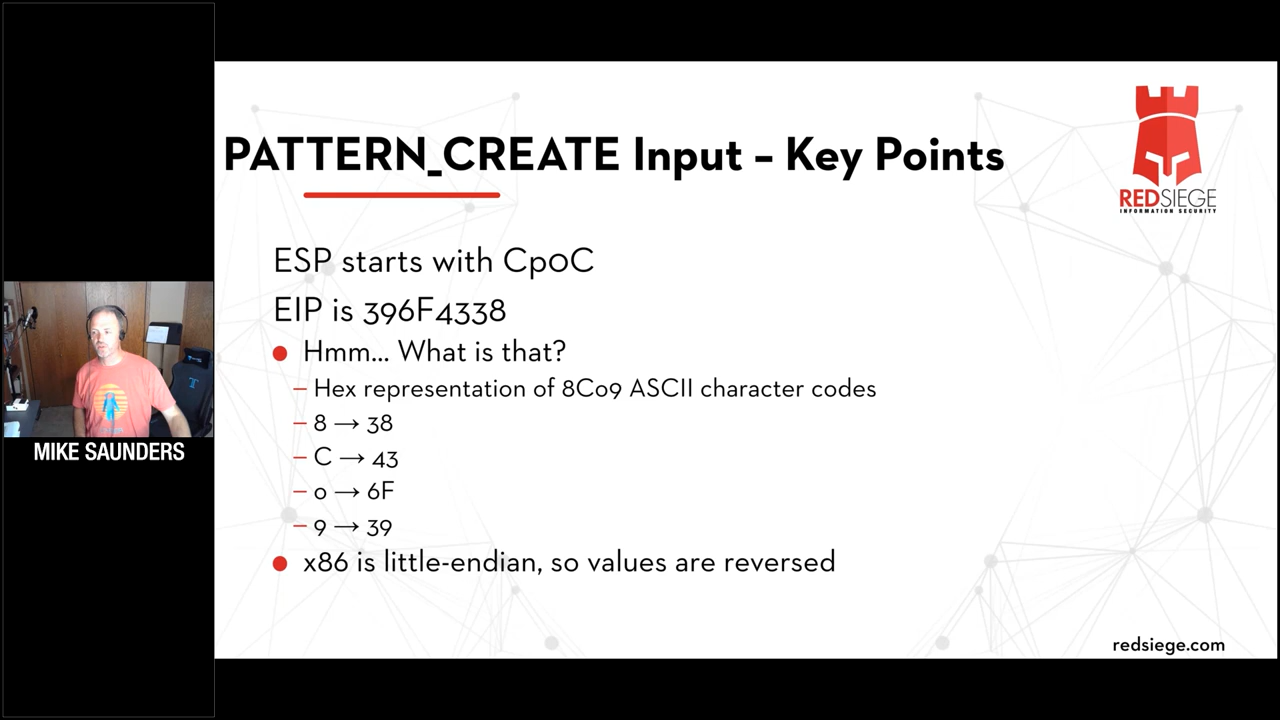 PATTERN_CREATE Input – Key Points
REDSIEGE
INFORMATION SECURITY
ESP starts with Cp0C
EIP is 396F4338
Hmm... What is that?
– Hex representation of 8Co9 ASCII character codes
– 8 → 38
– C → 43
– o → 6F
– 9 → 39
x86 is little-endian, so values are reversed
MIKE SAUNDERS
redsiege.com